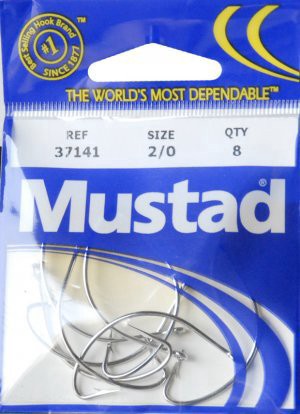 Best Selling Hook Brand
#1
SINCE 1877
THE WORLD'S MOST DEPENDABLE™
REF SIZE QTY
37141 2/0 8
Mustad®